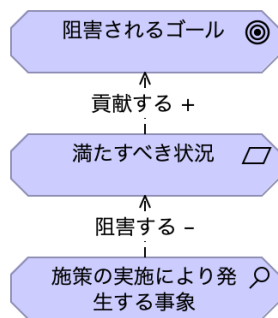 阻害されるゴール
貢献する +
満たすべき状況
阻害する -
施策の実施により発
生する事象